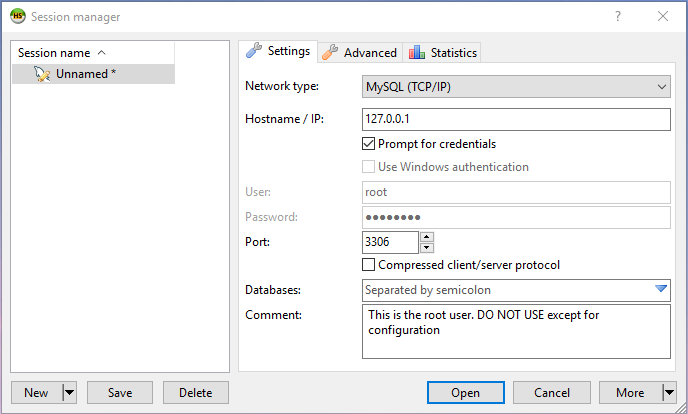 HS Session manager
Session name
Unnamed *
Settings Advanced Statistics
Network type: MySQL (TCP/IP)
Hostname / IP: 127.0.0.1
Prompt for credentials
Use Windows authentication
User: root
Password: ●●●●●●●●
Port: 3306
Compressed client/server protocol
Databases: Separated by semicolon
Comment: This is the root user. DO NOT USE except for
configuration
New Save Delete Open Cancel More